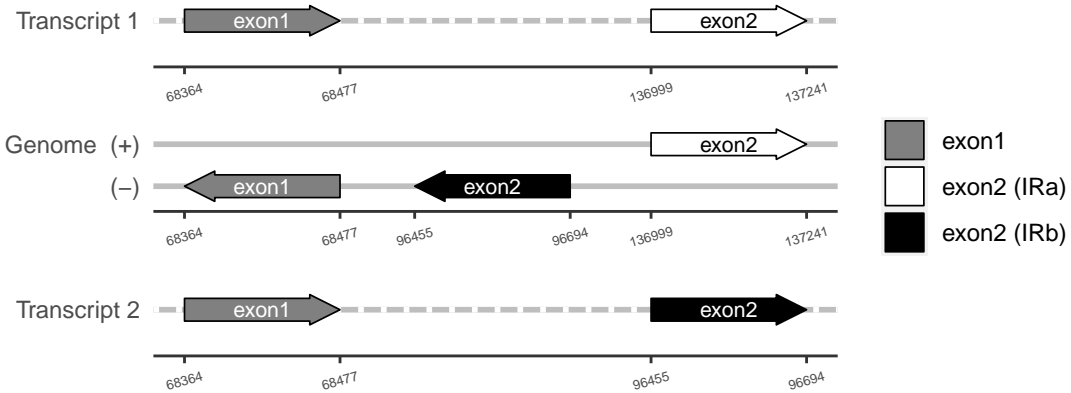 Transcript 1 exon1 exon2
68364 68477 136999 137241
Genome (+) exon2
(−) exon1 exon2
68364 68477 96455 96694 136999 137241
Transcript 2 exon1 exon2
68364 68477 96455 96694
exon1
exon2 (IRa)
exon2 (IRb)